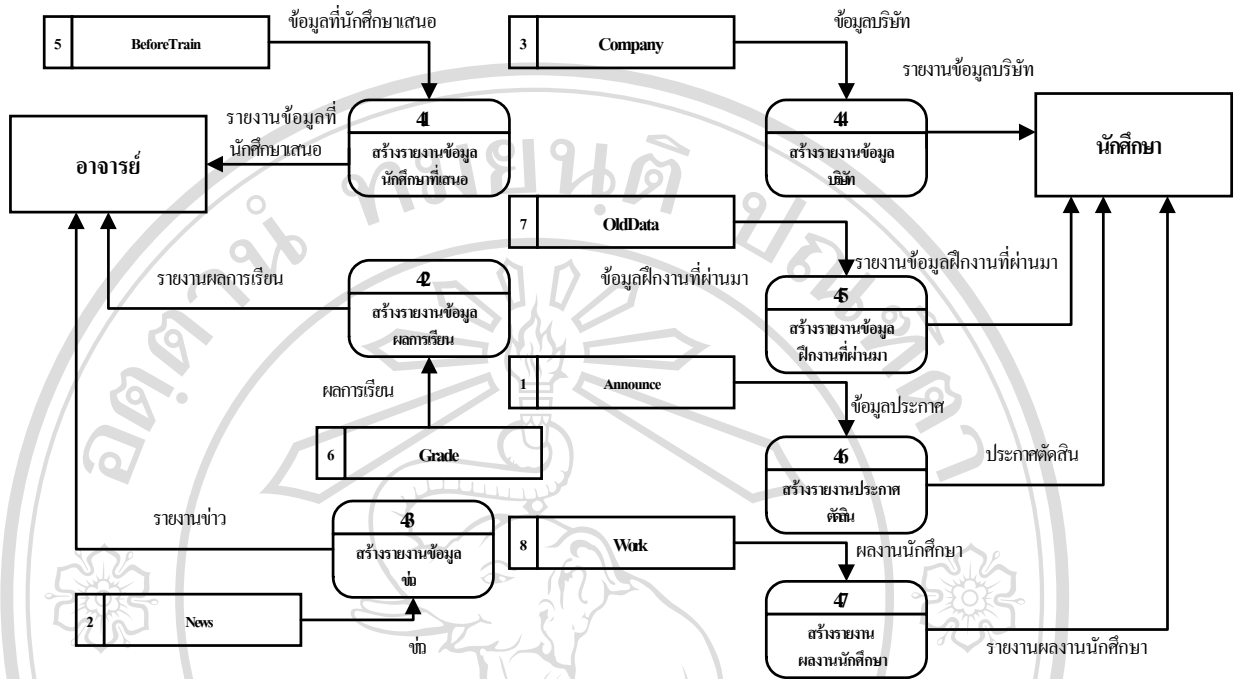 ข้อมูลที่นักศึกษาเสนอ
5 BeforeTrain
ข้อมูลบริษัท
3 Company
รายงานข้อมูลบริษัท
รายงานข้อมูลที่
นักศึกษาเสนอ
อาจารย์
4.1
สร้างรายงานข้อมูล
นักศึกษาที่เสนอ
4.4
สร้างรายงานข้อมูล
บริษัท
นักศึกษา
7 OldData
ข้อมูลฝึกงานที่ผ่านมา
รายงานข้อมูลฝึกงานที่ผ่านมา
รายงานผลการเรียน
4.2
สร้างรายงานข้อมูล
ผลการเรียน
4.5
สร้างรายงานข้อมูล
ฝึกงานที่ผ่านมา
ผลการเรียน
1 Announce
ข้อมูลประกาศ
6 Grade
4.6
สร้างรายงานประกาศ
ตัดสิน
ประกาศตัดสิน
รายงานข่าว
4.3
สร้างรายงานข้อมูล
ข่าว
8 Work
ผลงานนักศึกษา
2 News
ข่าว
4.7
สร้างรายงาน
ผลงานนักศึกษา
รายงานผลงานนักศึกษา